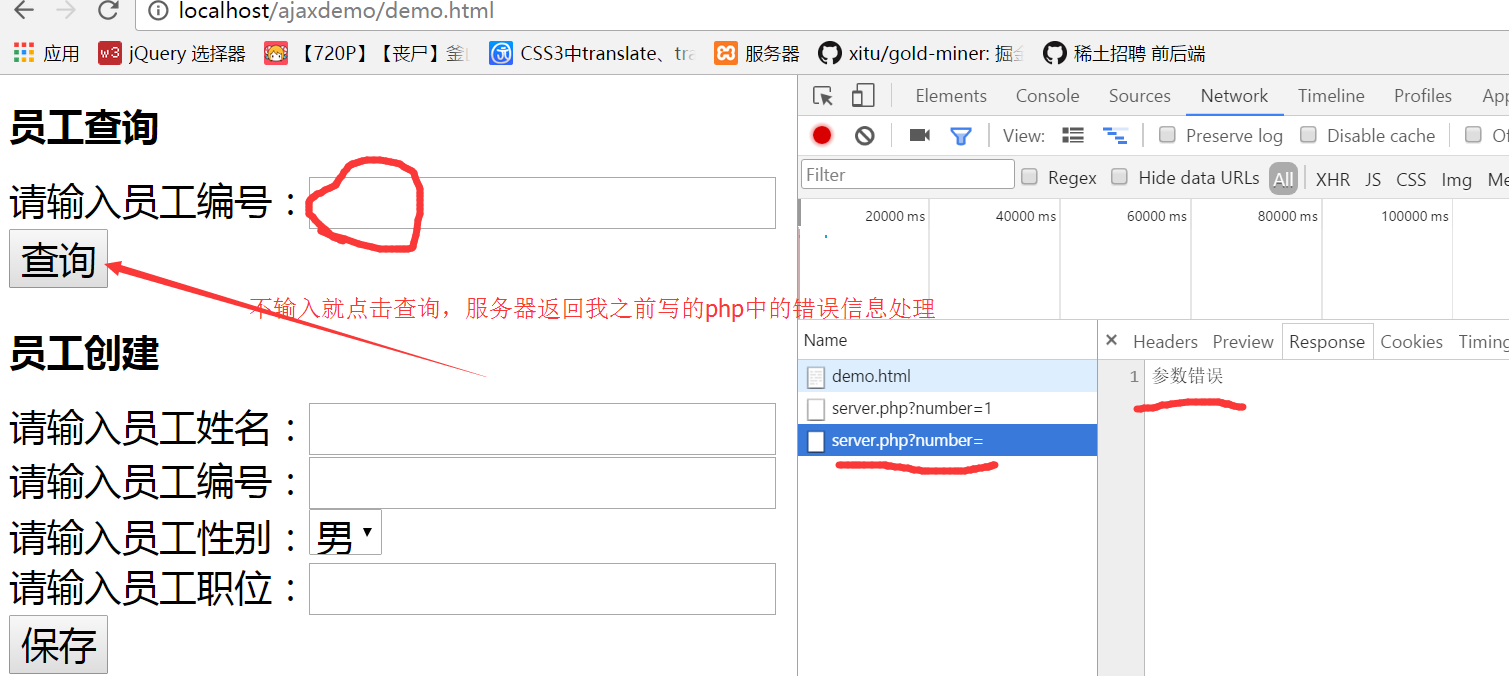 localhost/ajaxdemo/demo.html
应用 jQuery 选择器 【720P】【丧尸】釜 CSS3中translate、tra 服务器 xitu/gold-miner: 掘金 稀土招聘 前后端
员工查询
请输入员工编号：
查询
不输入就点击查询，服务器返回我之前写的php中的错误信息处理
员工创建
请输入员工姓名：
请输入员工编号：
请输入员工性别：男
请输入员工职位：
保存
Elements Console Sources Network Timeline Profiles App
View: Preserve log Disable cache Of
Filter Regex Hide data URLs All XHR JS CSS Img Me
20000 ms 40000 ms 60000 ms 80000 ms 100000 ms
Name
demo.html
server.php?number=1
server.php?number=
Headers Preview Response Cookies Timing
1 参数错误